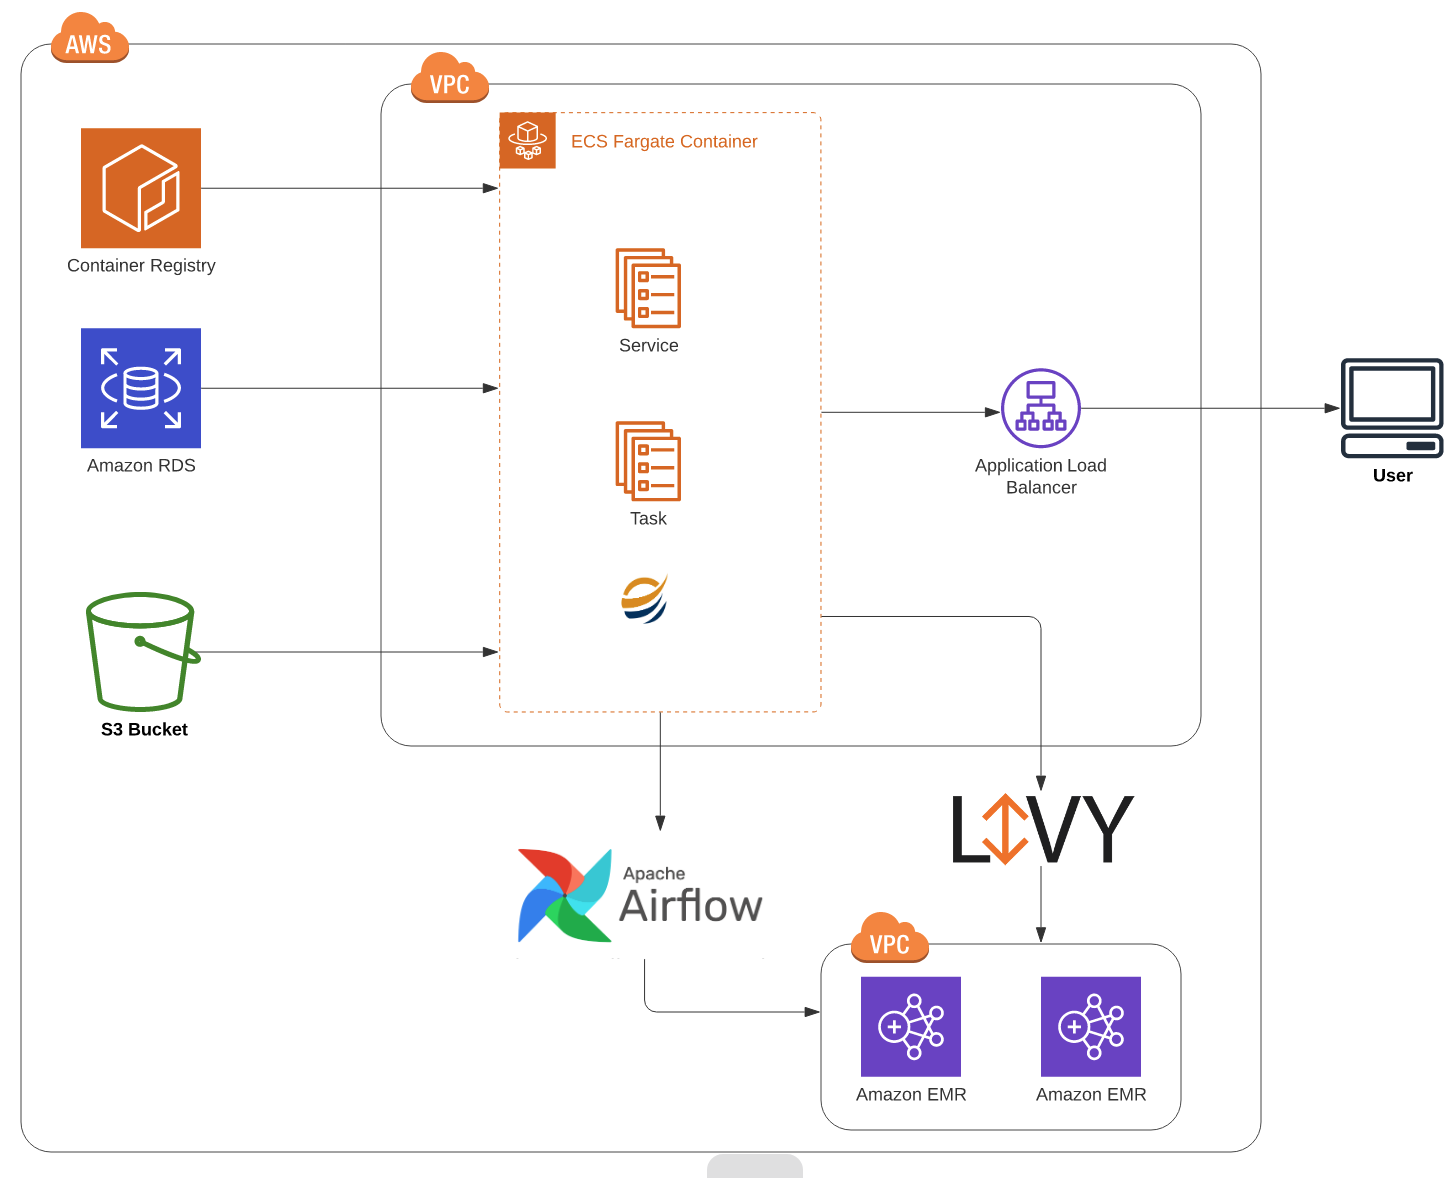 AWS
VPC
ECS Fargate Container
Container Registry
Service
Amazon RDS
Application Load
Balancer
User
Task
S3 Bucket
LIVY
Apache
Airflow
VPC
Amazon EMR
Amazon EMR